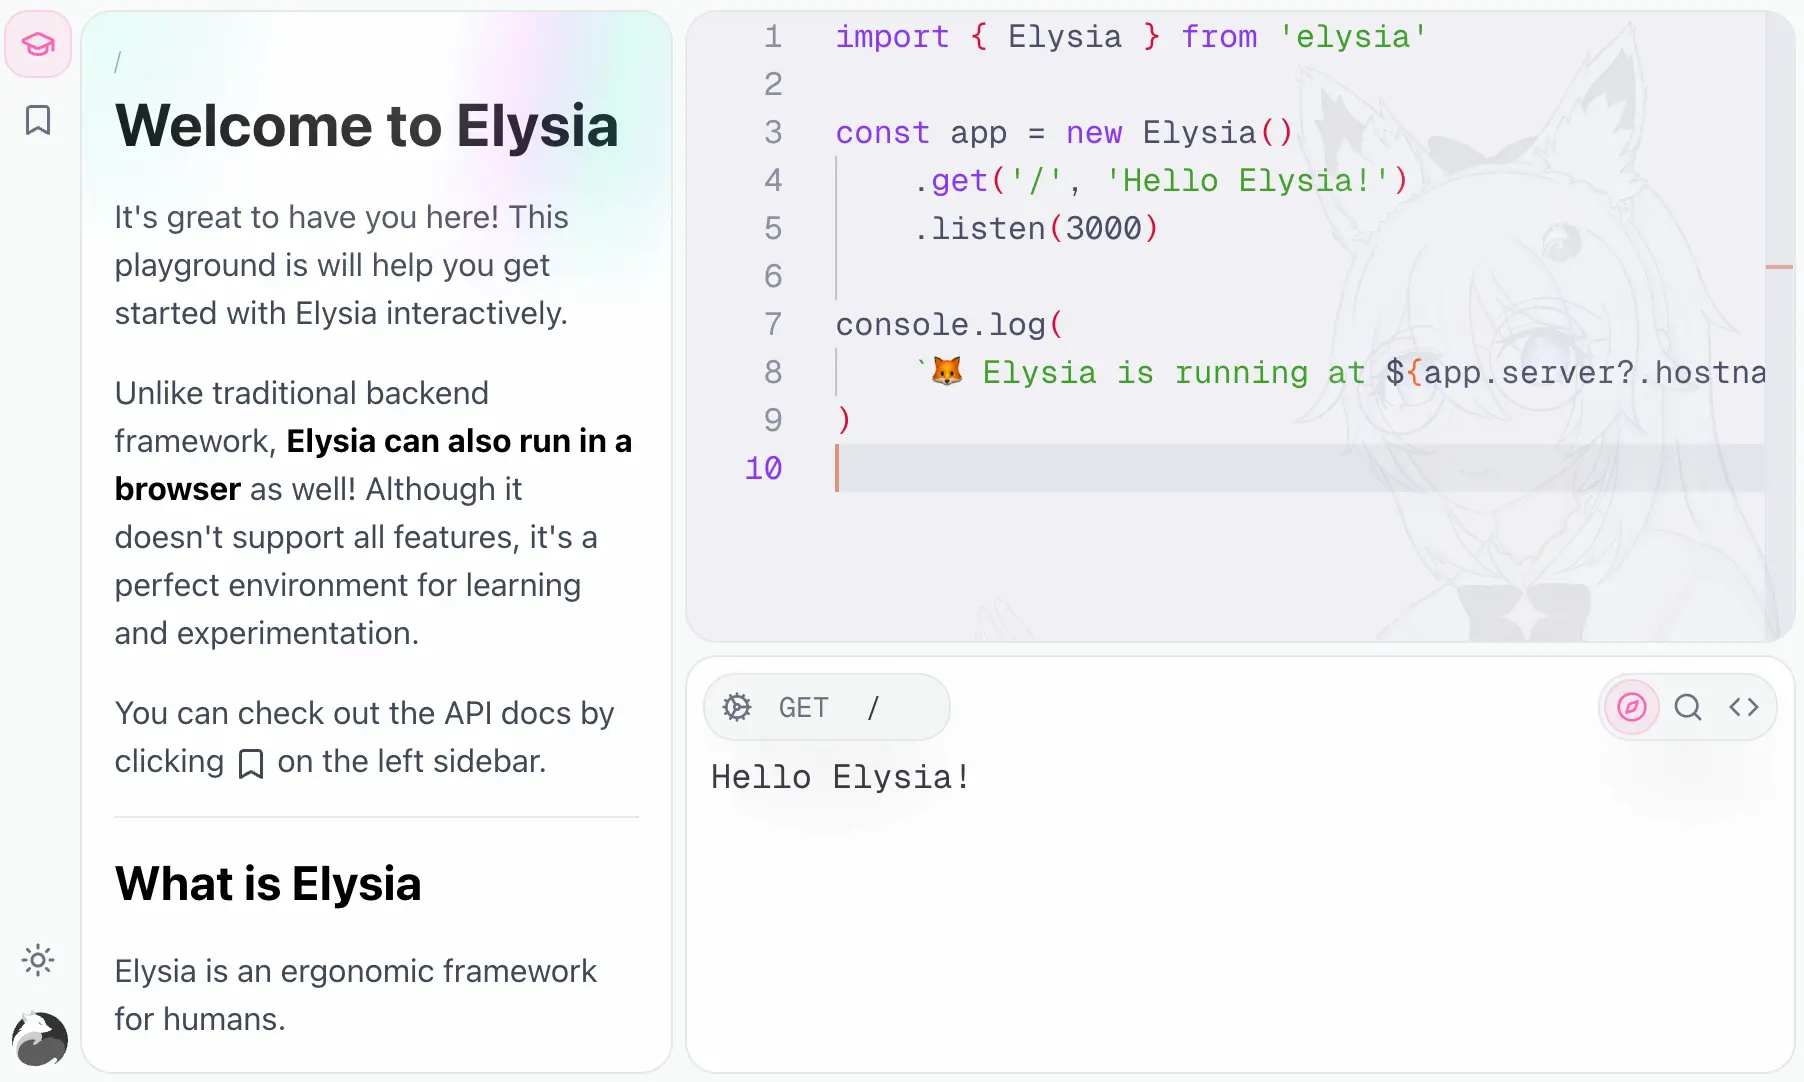 /
Welcome to Elysia
It's great to have you here! This
playground is will help you get
started with Elysia interactively.
Unlike traditional backend
framework, Elysia can also run in a
browser as well! Although it
doesn't support all features, it's a
perfect environment for learning
and experimentation.
You can check out the API docs by
clicking on the left sidebar.
What is Elysia
Elysia is an ergonomic framework
for humans.
1 import { Elysia } from 'elysia'
2
3 const app = new Elysia()
4 .get('/', 'Hello Elysia!')
5 .listen(3000)
6
7 console.log(
8 `🦊 Elysia is running at ${app.server?.hostna
9 )
10
GET /
Hello Elysia!